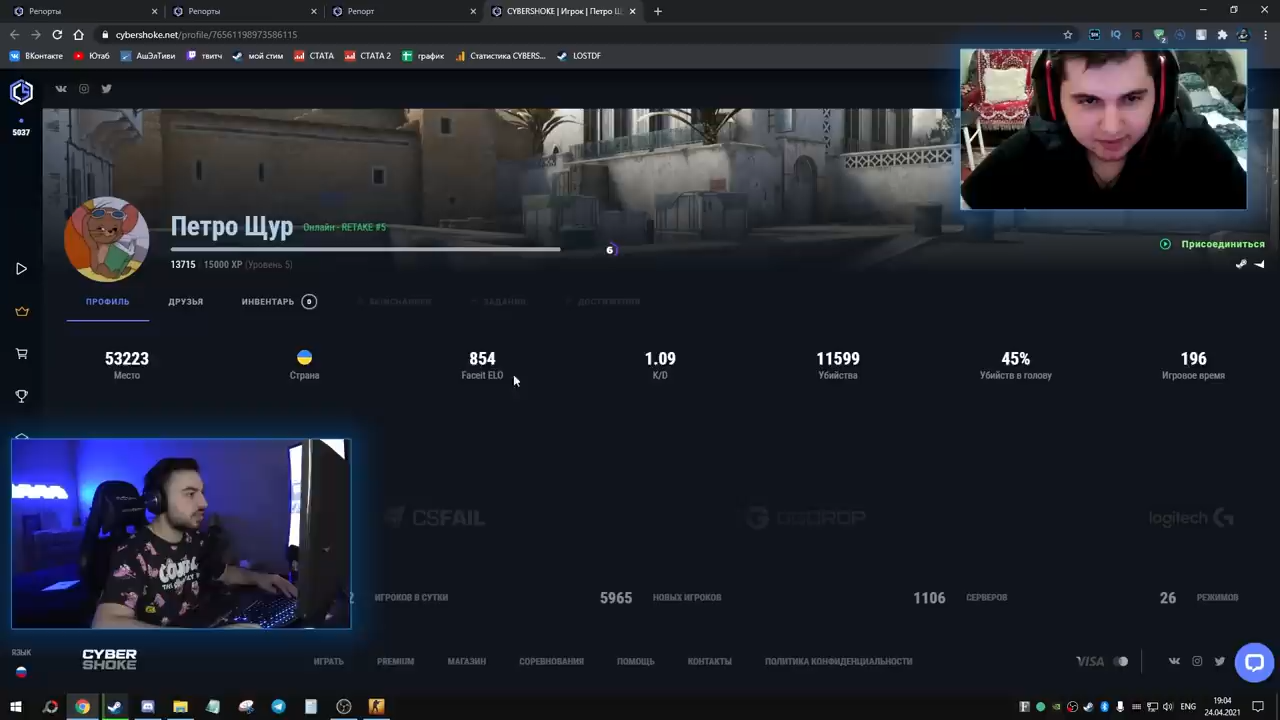 Репорты
Репорты
Репорт
CYBERSHOKE | Игрок | Петро Щ
cybershoke.net/profile/76561198973586115
ВКонтакте
Ютаб
АшЭлТиви
твитч
мой стим
СТАТА
СТАТА 2
график
Статистика CYBERS...
LOSTDF
5037
Петро Щур
Онлайн - RETAKE #5
6
13715 | 15000 XP (Уровень 5)
Присоединиться
ПРОФИЛЬ
ДРУЗЬЯ
ИНВЕНТАРЬ 0
ЗАДАНИЯ
ДОСТИЖЕНИЯ
53223
Место
Страна
854
Faceit ELO
1.09
K/D
11599
Убийства
45%
Убийств в голову
196
Игровое время
CSFAIL
GGDROP
logitech G
2 ИГРОКОВ В СУТКИ
5965 НОВЫХ ИГРОКОВ
1106 СЕРВЕРОВ
26 РЕЖИМОВ
ЯЗЫК
CYBER
SHOKE
ИГРАТЬ
PREMIUM
МАГАЗИН
СОРЕВНОВАНИЯ
ПОМОЩЬ
КОНТАКТЫ
ПОЛИТИКА КОНФИДЕНЦИАЛЬНОСТИ
VISA
19:04
24.04.2021